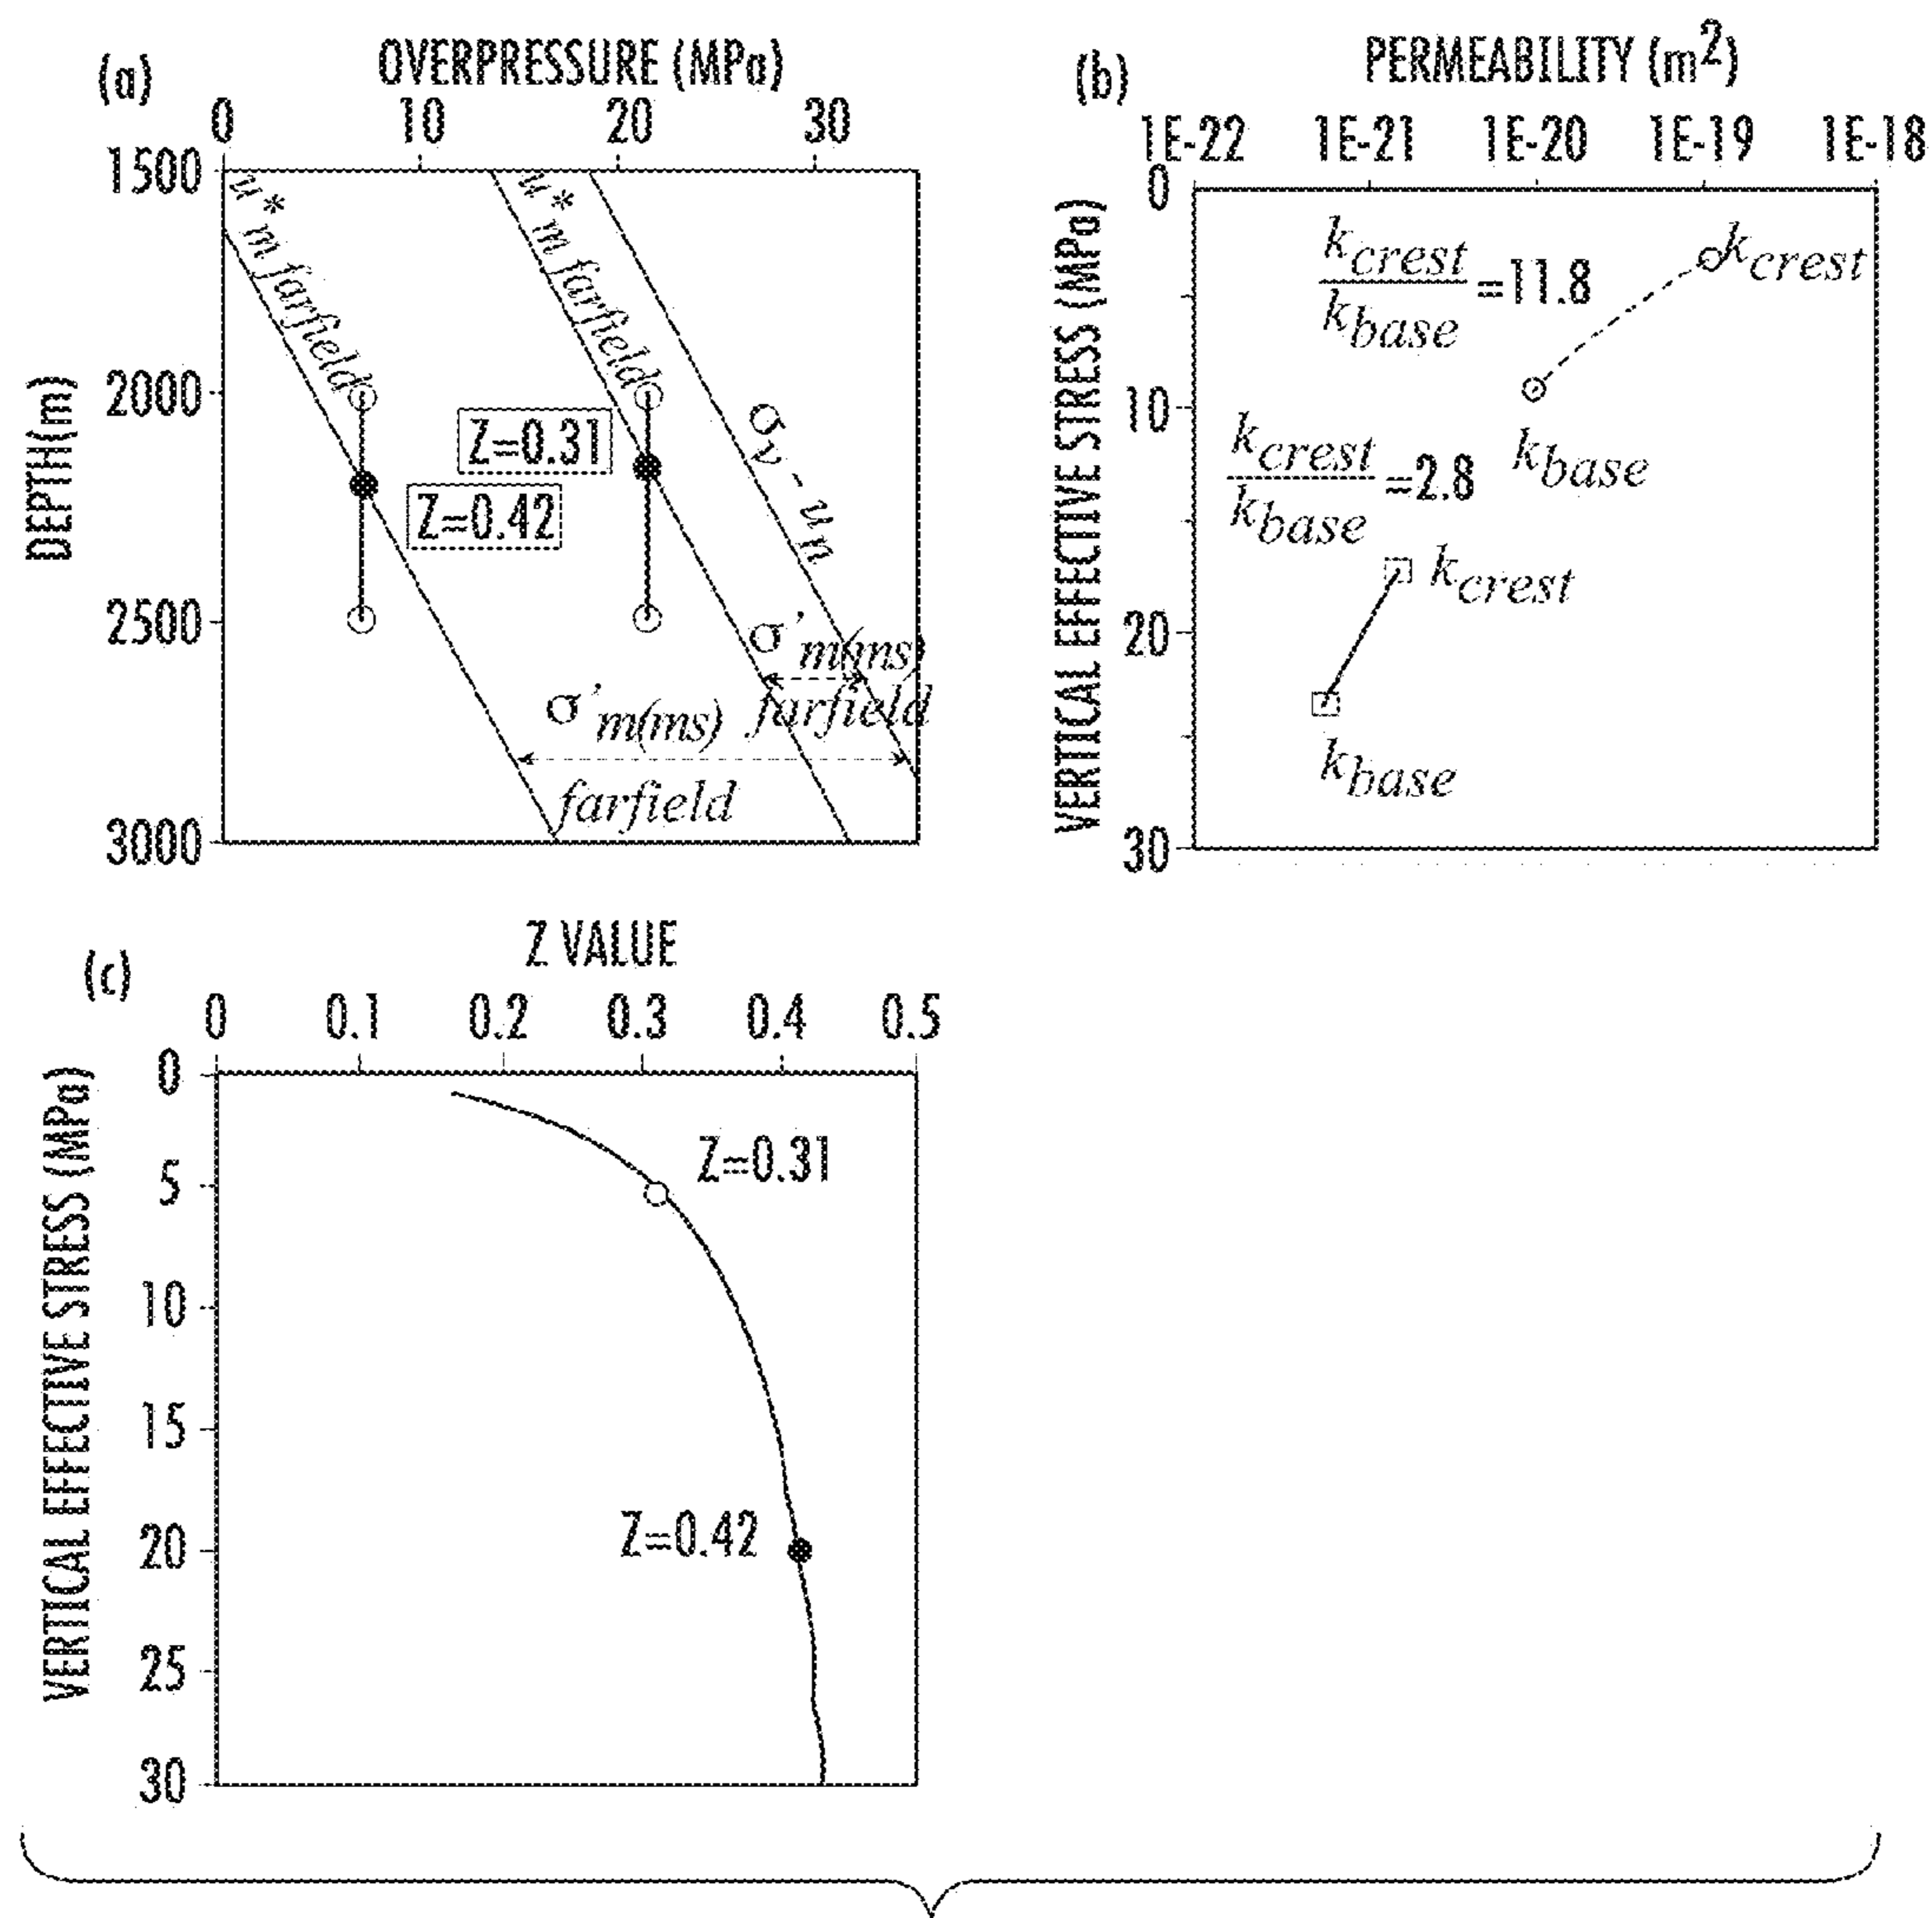 (a)
OVERPRESSURE (MPa)
0 10 20 30
DEPTH(m)
1500
2000
2500
3000
u* m farfield
u* m farfield
σv - un
Z=0.31
Z=0.42
σ'm(ms)
farfield
σ'm(ms)
farfield
(b)
PERMEABILITY (m²)
1E-22 1E-21 1E-20 1E-19 1E-18
VERTICAL EFFECTIVE STRESS (MPa)
0
10
20
30
kcrest
kbase
=11.8
kcrest
kbase
kcrest
kbase
=2.8
kcrest
kbase
(c)
Z VALUE
0 0.1 0.2 0.3 0.4 0.5
VERTICAL EFFECTIVE STRESS (MPa)
0
5
10
15
20
25
30
Z=0.31
Z=0.42